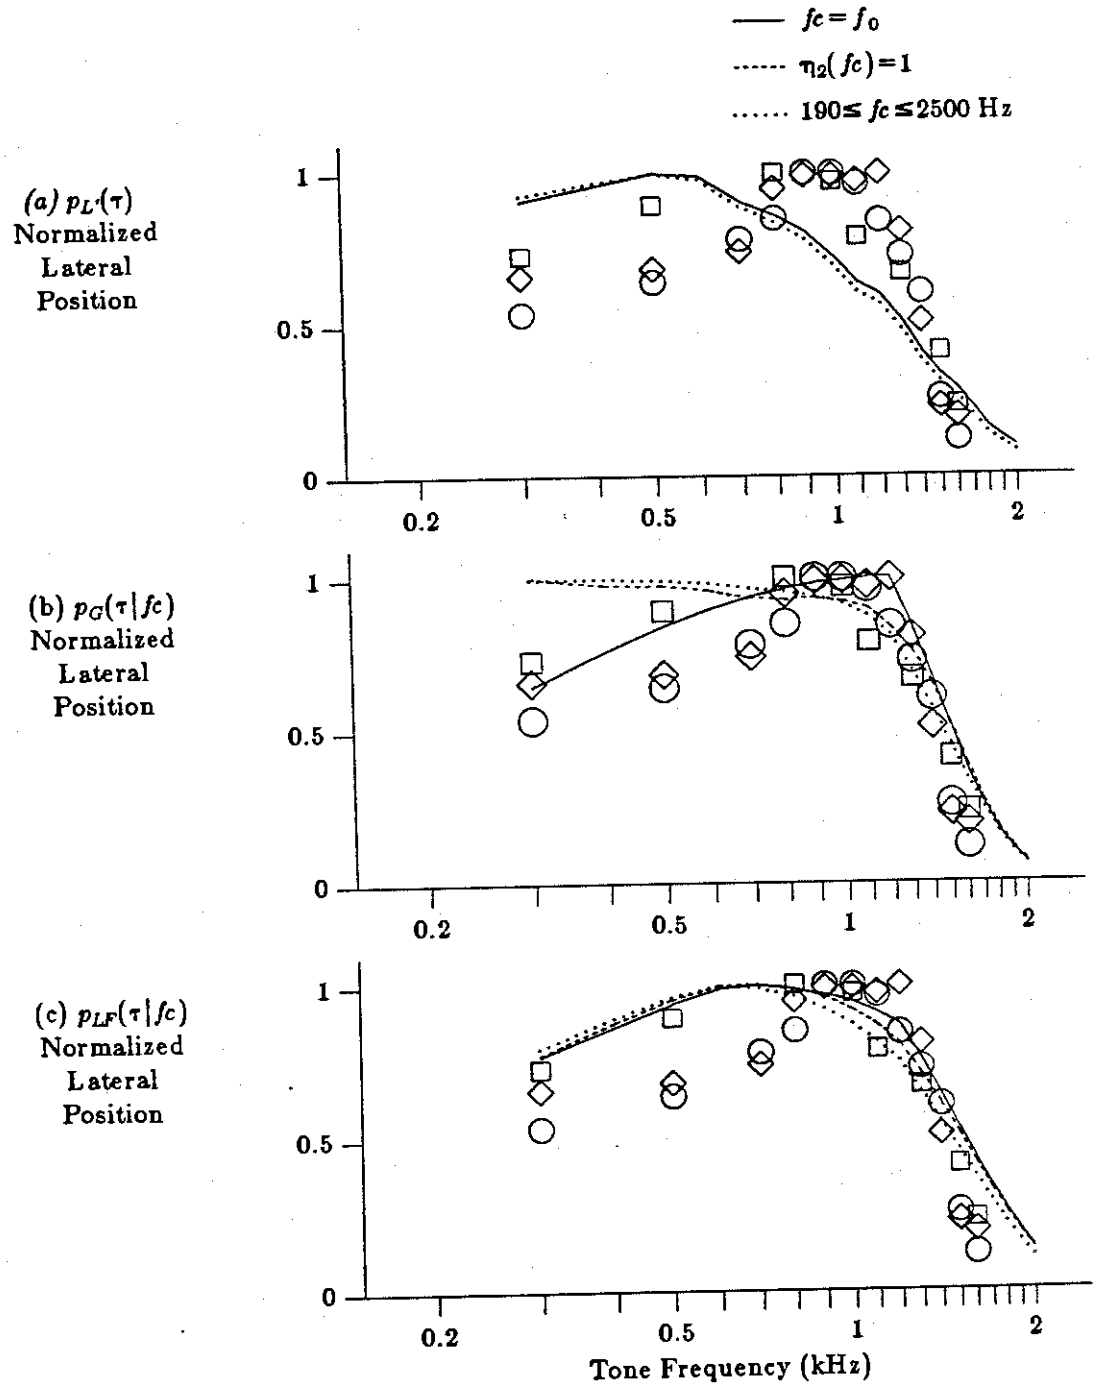 fc = f0
η2(fc)=1
190≤ fc ≤2500 Hz
(a) pL'(τ)
Normalized
Lateral
Position
1
0.5
0
0.2
0.5
1
2
(b) pG(τ|fc)
Normalized
Lateral
Position
1
0.5
0
0.2
0.5
1
2
(c) pLF(τ|fc)
Normalized
Lateral
Position
1
0.5
0
0.2
0.5
1
2
Tone Frequency (kHz)